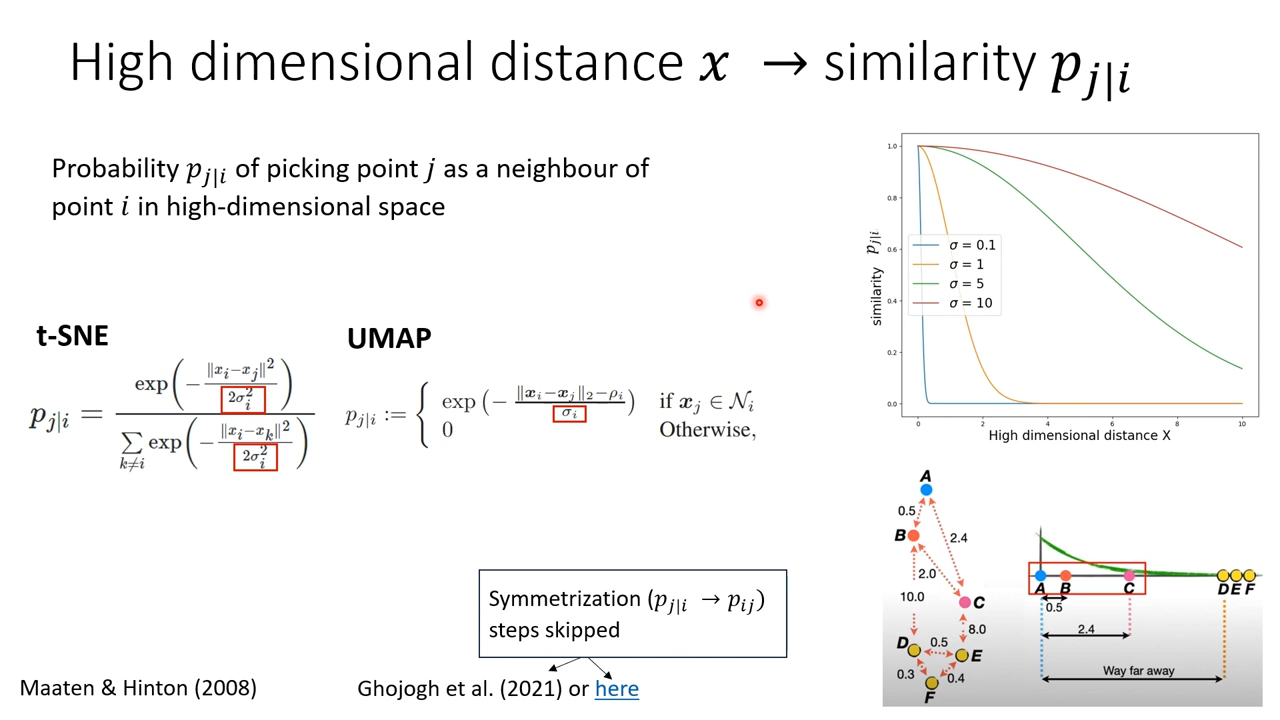 High dimensional distance x → similarity p_{j|i}
Probability p_{j|i} of picking point j as a neighbour of
point i in high-dimensional space
t-SNE
p_{j|i} = exp(−‖x_i−x_j‖²/2σ_i²) / ∑_{k≠i} exp(−‖x_i−x_k‖²/2σ_i²)
UMAP
p_{j|i} := { exp(−(‖x_i−x_j‖₂−ρ_i)/σ_i) if x_j ∈ 𝒩_i
0 Otherwise,
Symmetrization (p_{j|i} → p_{ij})
steps skipped
Maaten & Hinton (2008)
Ghojogh et al. (2021) or here
1.0
0.8
0.6
0.4
0.2
0.0
similarity p_{j|i}
σ = 0.1
σ = 1
σ = 5
σ = 10
0 2 4 6 8 10
High dimensional distance X
A
0.5
B
2.4
2.0
10.0
C
8.0
D
0.5
E
0.3
0.4
F
A B C D E F
0.5
2.4
Way far away